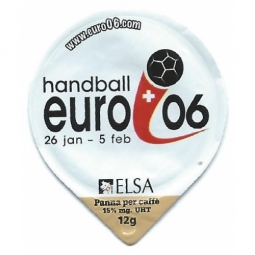 www.euro06.com
handball
euro 06
26 jan - 5 feb
ELSA
Panna per caffè
15% mg. UHT
12g